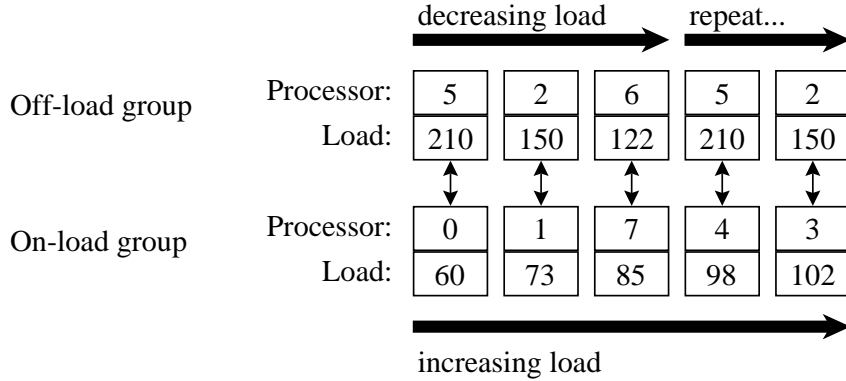 decreasing load repeat...
Processor: 5 2 6 5 2
Off-load group
Load: 210 150 122 210 150
Processor: 0 1 7 4 3
On-load group
Load: 60 73 85 98 102
increasing load